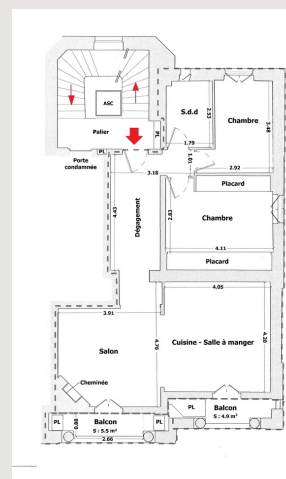 ASC
Palier
PL
Porte
condamnée
S.d.d
2.53
1.79
Chambre
3.48
2.92
1.01
3.18
PL
Placard
Chambre
2.83
4.11
Placard
4.43
Dégagement
4.05
3.91
Salon
4.76
Cuisine - Salle à manger
4.20
Cheminée
PL
0.88
Balcon
S : 5.5 m²
2.66
PL
PL
Balcon
S : 4.9 m²
PL